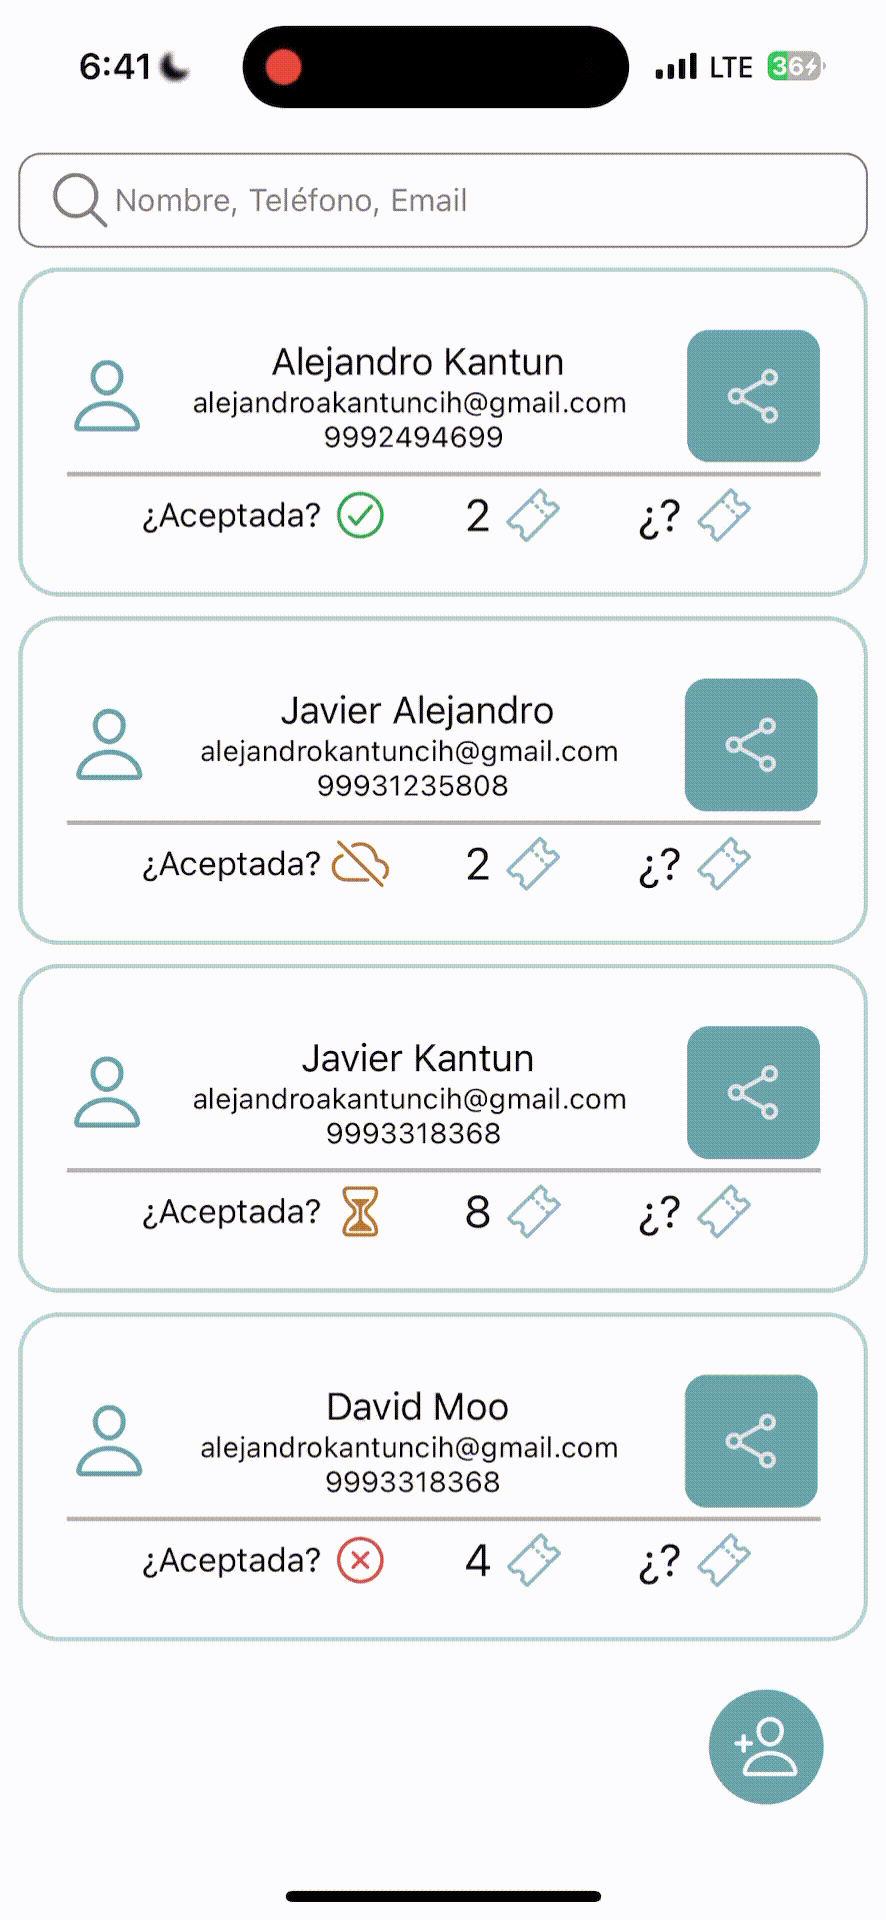 6:41 LTE 36
Nombre, Teléfono, Email
Alejandro Kantun
alejandroakantuncih@gmail.com
9992494699
¿Aceptada? 2 ¿?
Javier Alejandro
alejandrokantuncih@gmail.com
99931235808
¿Aceptada? 2 ¿?
Javier Kantun
alejandroakantuncih@gmail.com
9993318368
¿Aceptada? 8 ¿?
David Moo
alejandrokantuncih@gmail.com
9993318368
¿Aceptada? 4 ¿?